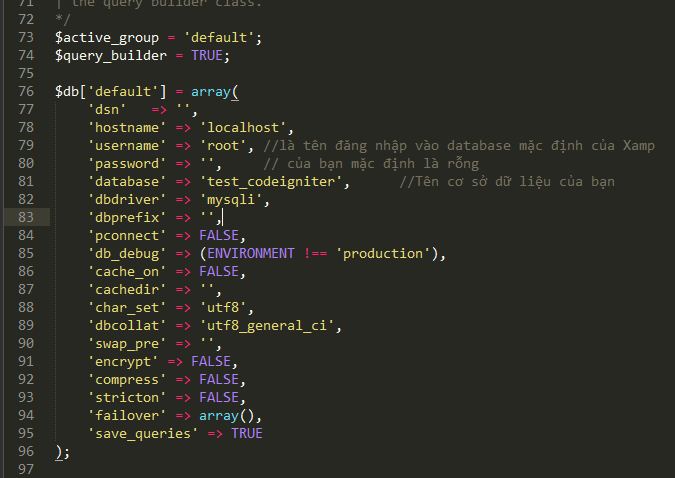 71 | the query builder class.
72 */
73 $active_group = 'default';
74 $query_builder = TRUE;
75
76 $db['default'] = array(
77 'dsn' => '',
78 'hostname' => 'localhost',
79 'username' => 'root', //là tên đăng nhập vào database mặc định của Xamp
80 'password' => '', // của bạn mặc định là rỗng
81 'database' => 'test_codeigniter', //Tên cơ sở dữ liệu của bạn
82 'dbdriver' => 'mysqli',
83 'dbprefix' => '',
84 'pconnect' => FALSE,
85 'db_debug' => (ENVIRONMENT !== 'production'),
86 'cache_on' => FALSE,
87 'cachedir' => '',
88 'char_set' => 'utf8',
89 'dbcollat' => 'utf8_general_ci',
90 'swap_pre' => '',
91 'encrypt' => FALSE,
92 'compress' => FALSE,
93 'stricton' => FALSE,
94 'failover' => array(),
95 'save_queries' => TRUE
96 );
97